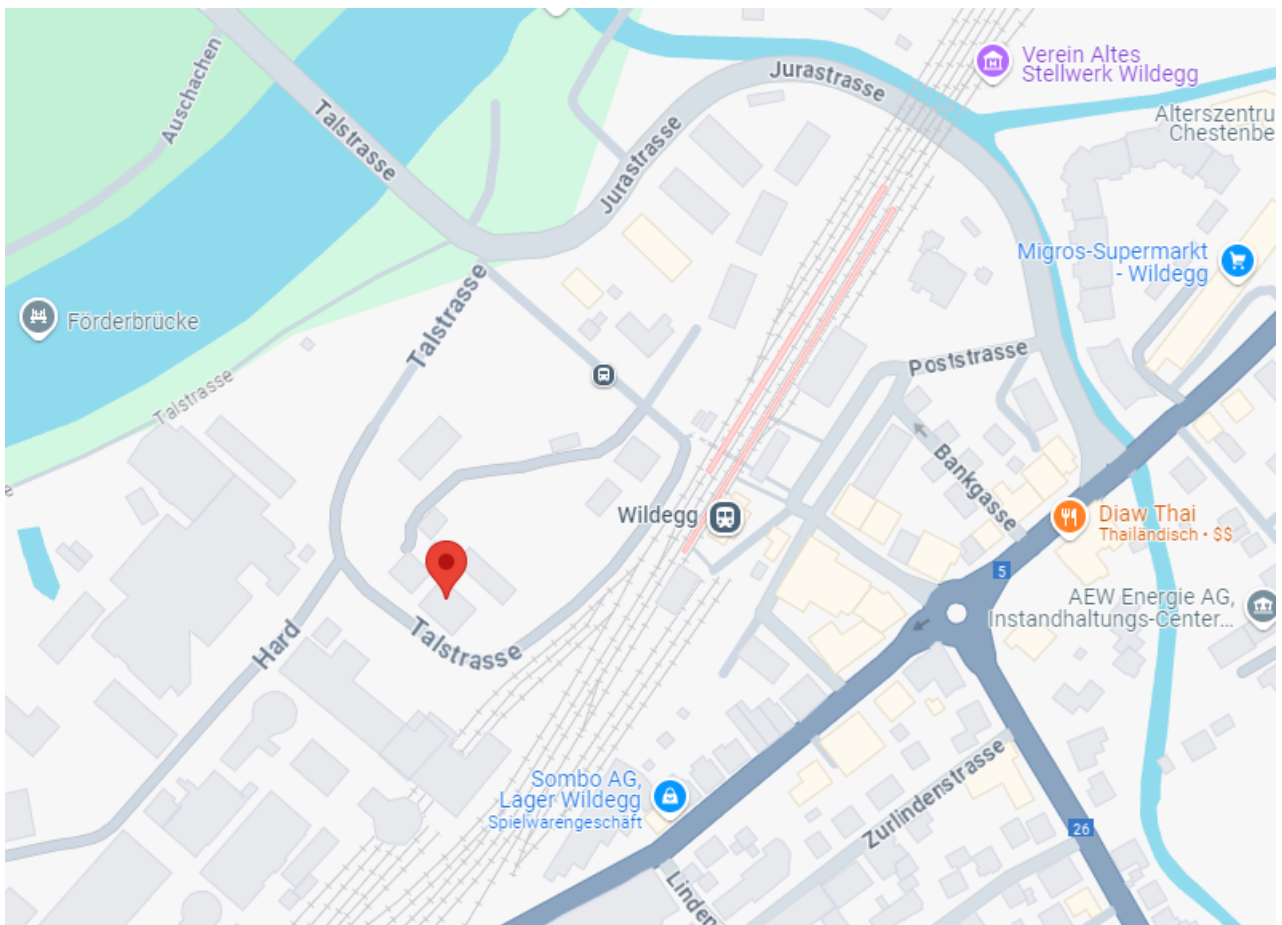 Verein Altes
Stellwerk Wildegg
Jurastrasse
Auschachen
Talstrasse
Alterszentru
Chestenbe
Jurastrasse
Migros-Supermarkt
- Wildegg
Talstrasse
Förderbrücke
Poststrasse
Talstrasse
Bankgasse
Wildegg
Diaw Thai
Thailändisch • $$
5
AEW Energie AG,
Instandhaltungs-Center...
Hard
Talstrasse
Sombo AG,
Lager Wildegg
Spielwarengeschäft
Zurlindenstrasse
26
Linden